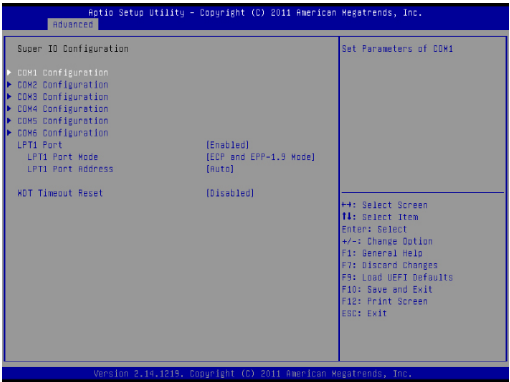 Aptio Setup Utility - Copyright (C) 2011 American Megatrends, Inc.
Advanced
Super IO Configuration
Set Parameters of COM1
COM1 Configuration
COM2 Configuration
COM3 Configuration
COM4 Configuration
COM5 Configuration
COM6 Configuration
LPT1 Port [Enabled]
LPT1 Port Mode [ECP and EPP-1.9 Mode]
LPT1 Port Address [Auto]
WDT Timeout Reset [Disabled]
→←: Select Screen
↑↓: Select Item
Enter: Select
+/-: Change Option
F1: General Help
F7: Discard Changes
F9: Load UEFI Defaults
F10: Save and Exit
F12: Print Screen
ESC: Exit
Version 2.14.1219. Copyright (C) 2011 American Megatrends, Inc.